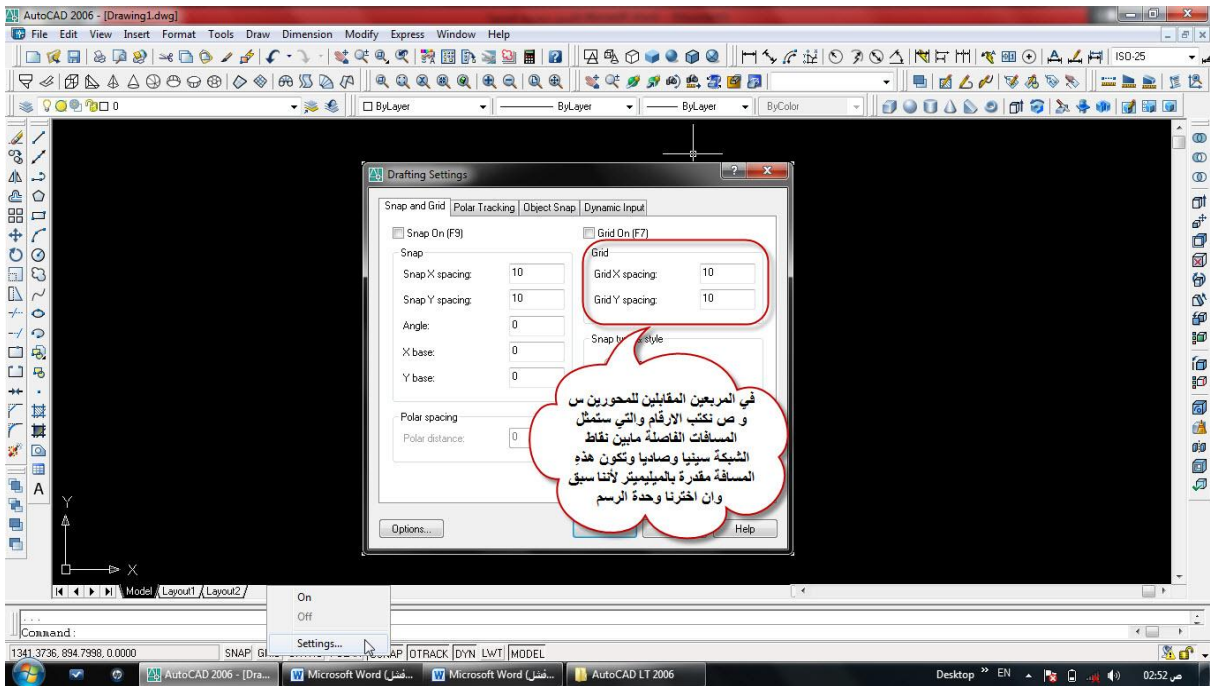 AutoCAD 2006 - [Drawing1.dwg]
File Edit View Insert Format Tools Draw Dimension Modify Express Window Help
ISO-25
0 ByLayer ByLayer ByLayer ByColor
Drafting Settings
Snap and Grid Polar Tracking Object Snap Dynamic Input
Snap On (F9) Grid On (F7)
Snap Grid
Snap X spacing: 10 Grid X spacing: 10
Snap Y spacing: 10 Grid Y spacing: 10
Angle: 0
Snap style
X base: 0
Y base: 0
Polar spacing
Polar distance: 0
في المربعين المقابلين للمحورين س
و ص نكتب الارقام والتي ستمثل
المسافات الفاصلة مابين نقاط
الشبكة سينيا وصاديا وتكون هذهِ
المسافة مقدرة بالميليميتر لأننا سبق
وان اخترنا وحدة الرسم
Options... Help
A
Y
X
Model Layout1 Layout2
On
Off
Settings...
Command:
1341.3736, 894.7998, 0.0000 SNAP OTRACK DYN LWT MODEL
AutoCAD 2006 - [Dra... Microsoft Word (فشل... Microsoft Word (فشل... AutoCAD LT 2006 Desktop EN 02:52 ص